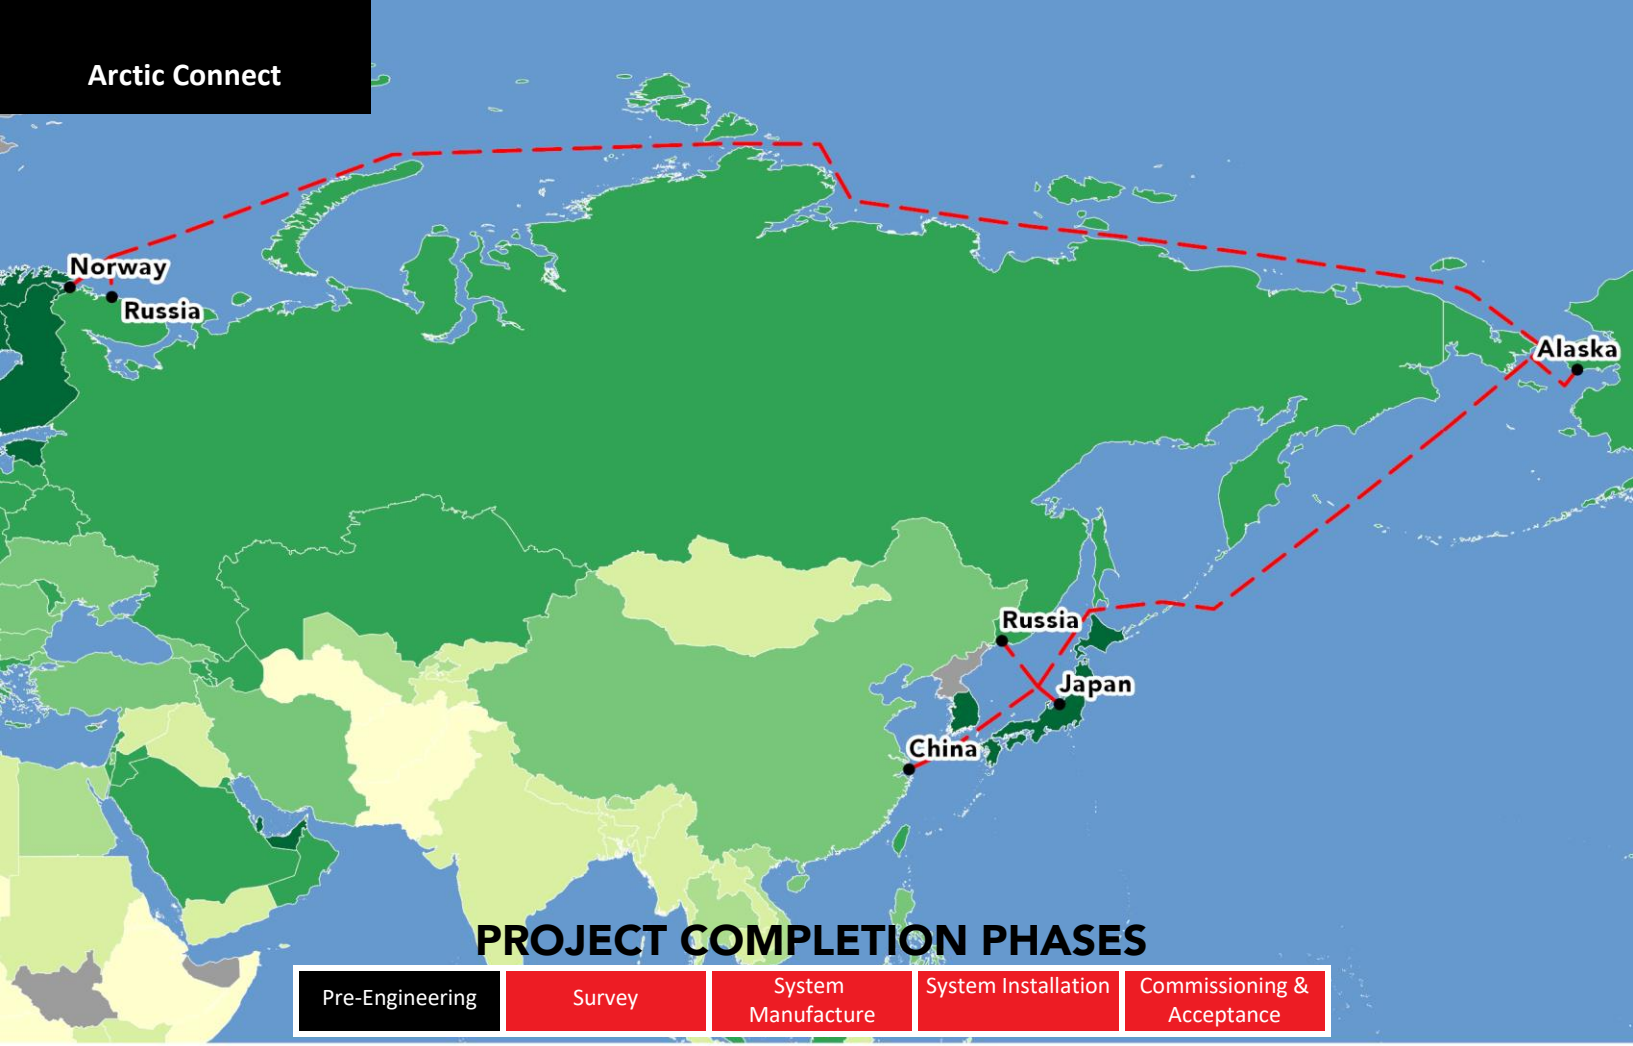 Arctic Connect
Norway
Russia
Alaska
Russia
Japan
China
PROJECT COMPLETION PHASES
Pre-Engineering
Survey
System
Manufacture
System Installation
Commissioning &
Acceptance